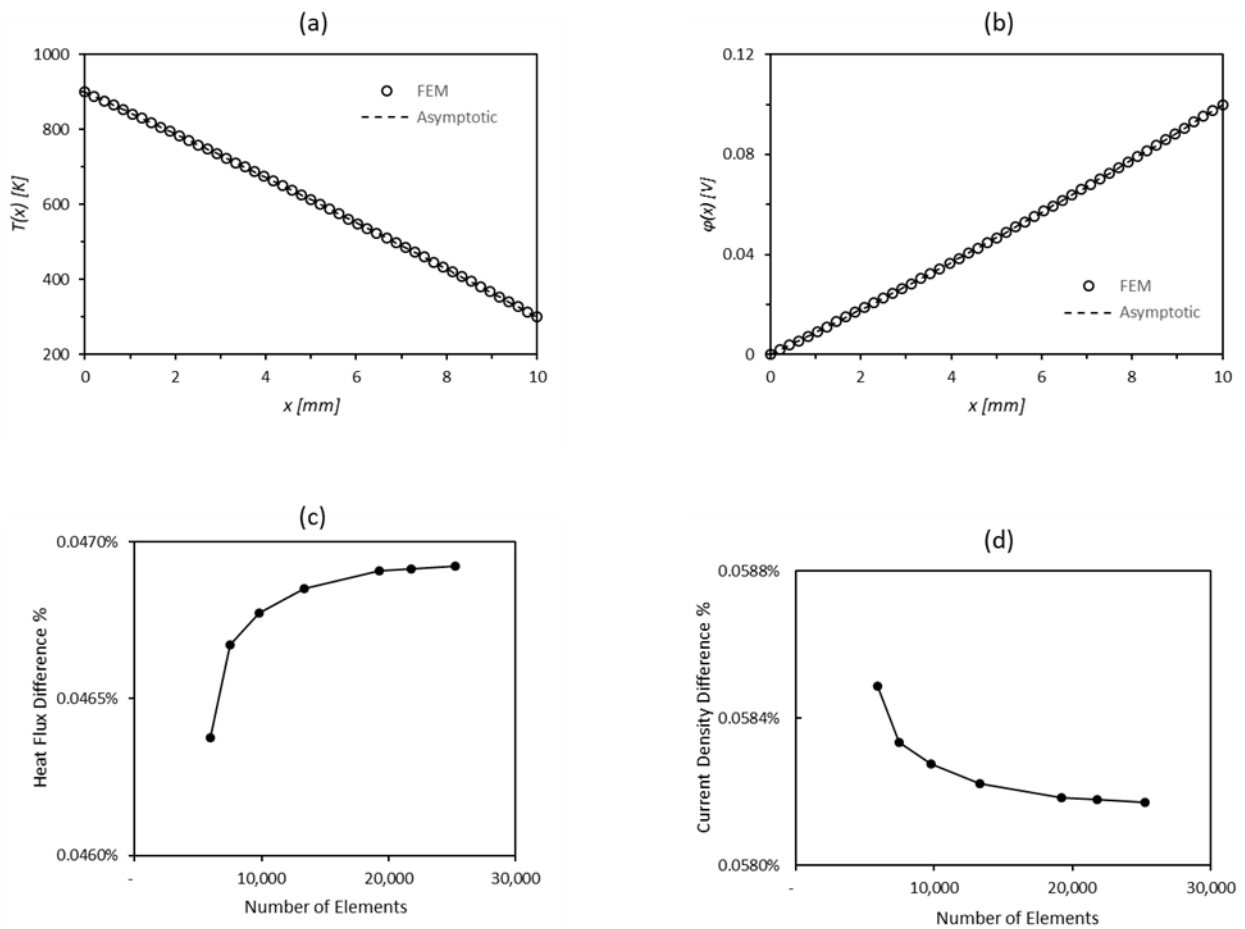 (a)
1000
800
600
400
200
T(x) [K]
FEM
Asymptotic
0 2 4 6 8 10
x [mm]
(b)
0.12
0.08
0.04
0
φ(x) [V]
FEM
Asymptotic
0 2 4 6 8 10
x [mm]
(c)
0.0470%
0.0465%
0.0460%
Heat Flux Difference %
- 10,000 20,000 30,000
Number of Elements
(d)
0.0588%
0.0584%
0.0580%
Current Density Difference %
- 10,000 20,000 30,000
Number of Elements